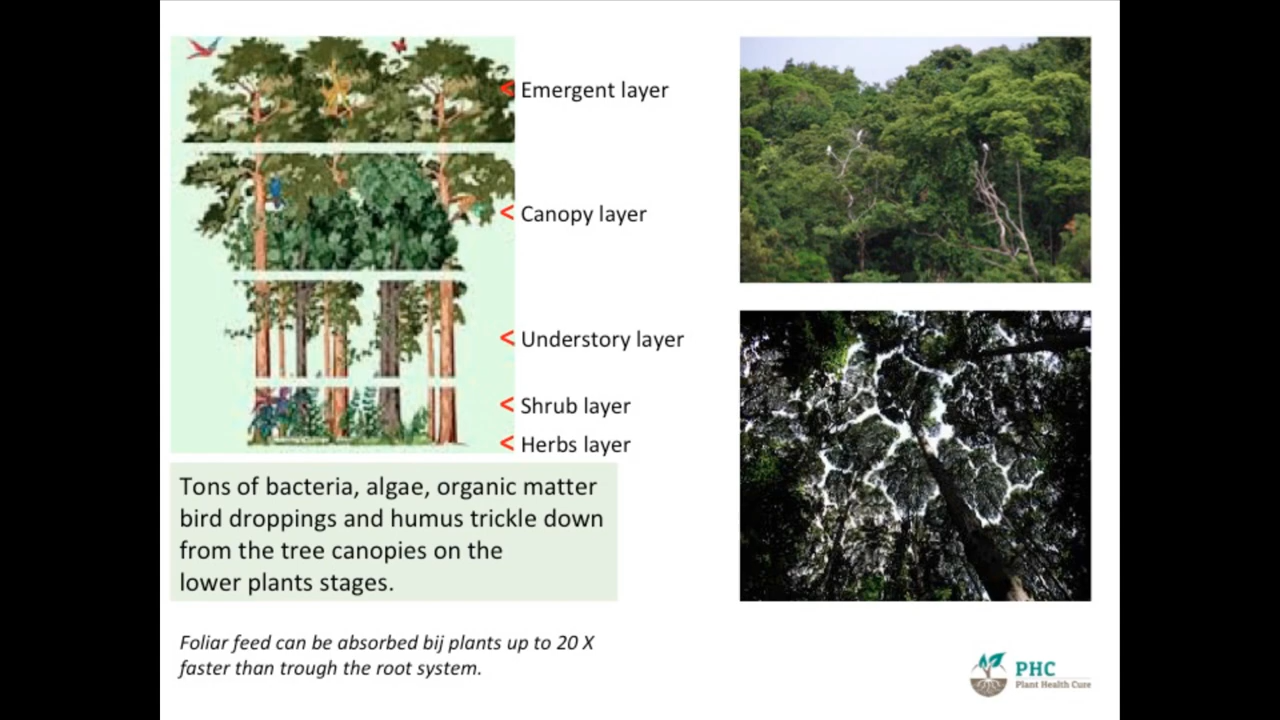 Emergent layer
Canopy layer
Understory layer
Shrub layer
Herbs layer
Tons of bacteria, algae, organic matter
bird droppings and humus trickle down
from the tree canopies on the
lower plants stages.
Foliar feed can be absorbed bij plants up to 20 X
faster than trough the root system.
PHC
Plant Health Cure